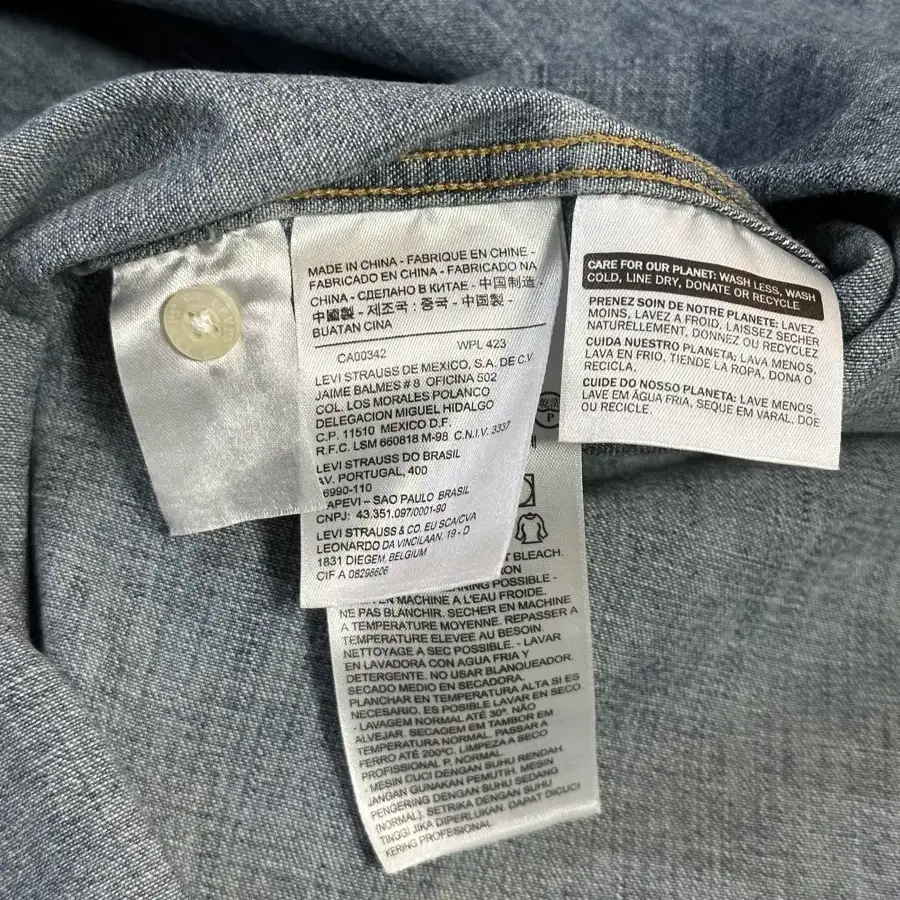 MADE IN CHINA - FABRIQUE EN CHINE -
FABRICADO EN CHINA - FABRICADO NA
CHINA - СДЕЛАНО В КИТАЕ - 中国制造 -
中國製 - 제조국 : 중국 - 中国製 -
BUATAN CINA
CA00342 WPL 423
LEVI STRAUSS DE MEXICO, S.A. DE C.V.
JAIME BALMES # 8 OFICINA 502
COL. LOS MORALES POLANCO
DELEGACION MIGUEL HIDALGO
C.P. 11510 MEXICO D.F.
R.F.C. LSM 660818 M-98 C.N.I.V. 3337
LEVI STRAUSS DO BRASIL
AV. PORTUGAL, 400
6990-110
APEVI – SAO PAULO BRASIL
CNPJ: 43.351.097/0001-90
LEVI STRAUSS & CO. EU SCA/CVA
LEONARDO DA VINCILAAN, 19 - D
1831 DIEGEM, BELGIUM
CIF A 08298606
CARE FOR OUR PLANET: WASH LESS, WASH
COLD, LINE DRY, DONATE OR RECYCLE
PRENEZ SOIN DE NOTRE PLANETE: LAVEZ
MOINS, LAVEZ A FROID, LAISSEZ SECHER
NATURELLEMENT, DONNEZ OU RECYCLEZ
CUIDA NUESTRO PLANETA: LAVA MENOS,
LAVA EN FRIO, TIENDE LA ROPA, DONA O
RECICLA.
CUIDE DO NOSSO PLANETA: LAVE MENOS,
LAVE EM ÁGUA FRIA, SEQUE EM VARAL, DOE
OU RECICLE.
P
BLEACH.
POSSIBLE -
EN MACHINE A L'EAU FROIDE.
NE PAS BLANCHIR. SECHER EN MACHINE
A TEMPERATURE MOYENNE. REPASSER A
TEMPERATURE ELEVEE AU BESOIN.
NETTOYAGE A SEC POSSIBLE. - LAVAR
EN LAVADORA CON AGUA FRIA Y
DETERGENTE. NO USAR BLANQUEADOR.
SECADO MEDIO EN SECADORA.
PLANCHAR EN TEMPERATURA ALTA SI ES
NECESARIO. ES POSIBLE LAVAR EN SECO.
- LAVAGEM NORMAL ATÉ 30º. NÃO
ALVEJAR. SECAGEM EM TAMBOR EM
TEMPERATURA NORMAL. PASSAR A
FERRO ATÉ 200ºC. LIMPEZA A SECO
PROFISSIONAL P, NORMAL.
- MESIN CUCI DENGAN SUHU RENDAH
JANGAN GUNAKAN PEMUTIH. MESIN
PENGERING DENGAN SUHU SEDANG
(NORMAL). SETRIKA DENGAN SUHU
TINGGI JIKA DIPERLUKAN. DAPAT DICUCI
KERING PROFESIONAL